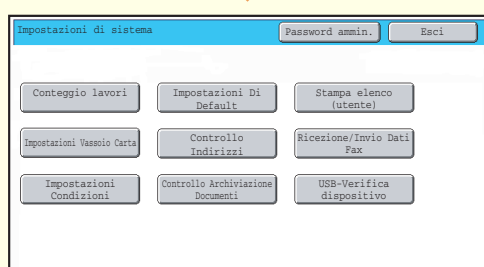 Impostazioni di sistema
Password ammin.
Esci
Conteggio lavori
Impostazioni Di
Default
Stampa elenco
(utente)
Impostazioni Vassoio Carta
Controllo
Indirizzi
Ricezione/Invio Dati
Fax
Impostazioni
Condizioni
Controllo Archiviazione
Documenti
USB-Verifica
dispositivo